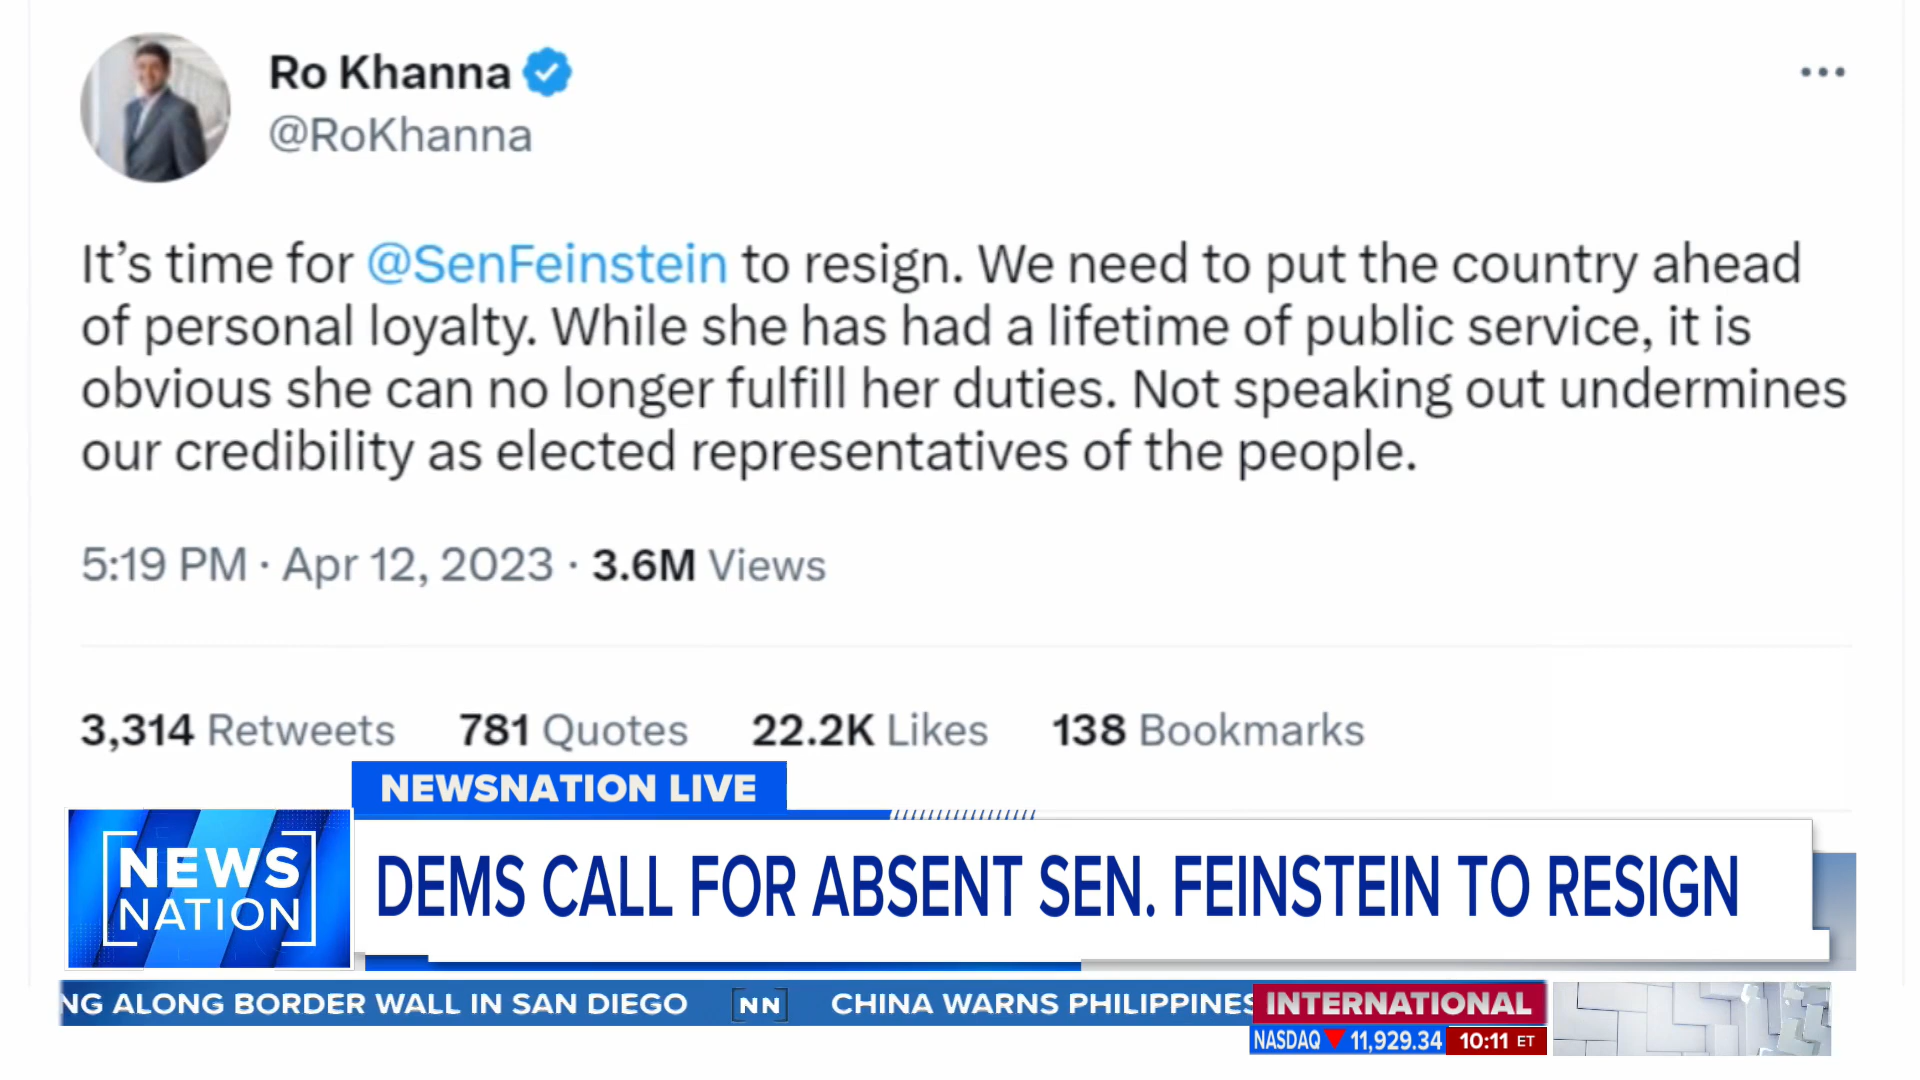 Ro Khanna
@RoKhanna
It’s time for @SenFeinstein to resign. We need to put the country ahead
of personal loyalty. While she has had a lifetime of public service, it is
obvious she can no longer fulfill her duties. Not speaking out undermines
our credibility as elected representatives of the people.
5:19 PM · Apr 12, 2023 · 3.6M Views
3,314 Retweets 781 Quotes 22.2K Likes 138 Bookmarks
NEWSNATION LIVE
NEWS
NATION
DEMS CALL FOR ABSENT SEN. FEINSTEIN TO RESIGN
NG ALONG BORDER WALL IN SAN DIEGO [NN] CHINA WARNS PHILIPPINES
INTERNATIONAL
NASDAQ ▼ 11,929.34 10:11 ET